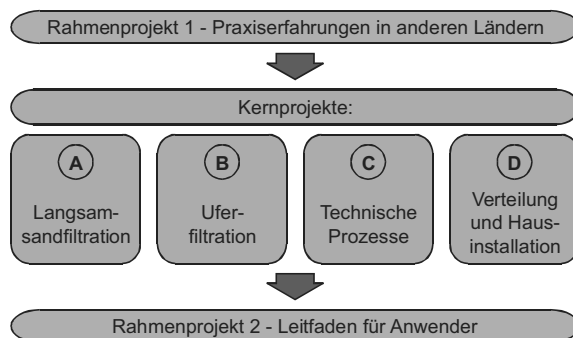 Rahmenprojekt 1 - Praxiserfahrungen in anderen Ländern
Kernprojekte:
A
Langsam-
sandfiltration
B
Ufer-
filtration
C
Technische
Prozesse
D
Verteilung
und Haus-
installation
Rahmenprojekt 2 - Leitfaden für Anwender